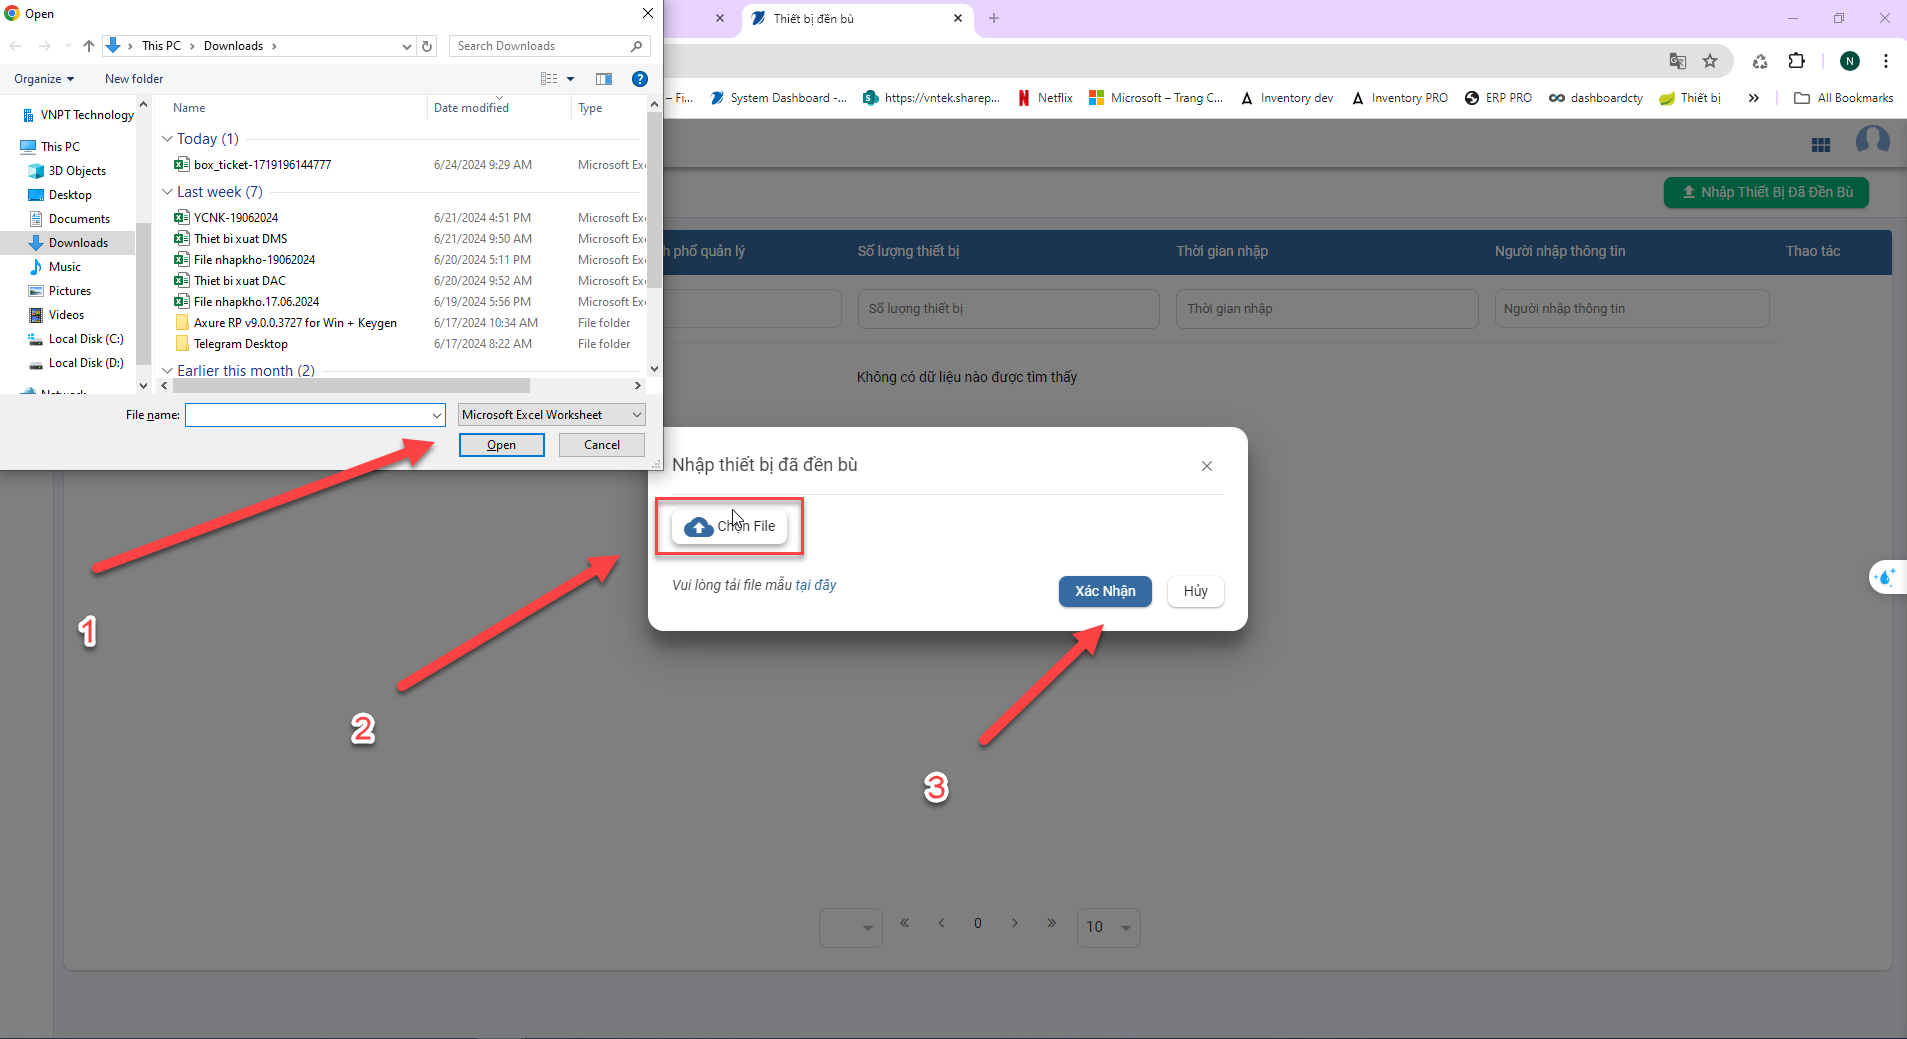 Open
Thiết bị đền bù
This PC
Downloads
Search Downloads
N
Organize
New folder
– Fi...
System Dashboard -...
https://vntek.sharep...
Netflix
Microsoft – Trang C...
Inventory dev
Inventory PRO
ERP PRO
dashboardcty
Thiết bị
All Bookmarks
Name
Date modified
Type
VNPT Technology
This PC
3D Objects
Desktop
Documents
Downloads
Music
Pictures
Videos
Local Disk (C:)
Local Disk (D:)
Network
Today (1)
box_ticket-1719196144777
6/24/2024 9:29 AM
Microsoft Ex
Last week (7)
YCNK-19062024
6/21/2024 4:51 PM
Microsoft Ex
Thiet bi xuat DMS
6/21/2024 9:50 AM
Microsoft Ex
File nhapkho-19062024
6/20/2024 5:11 PM
Microsoft Ex
Thiet bi xuat DAC
6/20/2024 9:52 AM
Microsoft Ex
File nhapkho.17.06.2024
6/19/2024 5:56 PM
Microsoft Ex
Axure RP v9.0.0.3727 for Win + Keygen
6/17/2024 10:34 AM
File folder
Telegram Desktop
6/17/2024 8:22 AM
File folder
Earlier this month (2)
File name:
Microsoft Excel Worksheet
Open
Cancel
Nhập Thiết Bị Đã Đền Bù
h phố quản lý
Số lượng thiết bị
Thời gian nhập
Người nhập thông tin
Thao tác
Số lượng thiết bị
Thời gian nhập
Người nhập thông tin
Không có dữ liệu nào được tìm thấy
Nhập thiết bị đã đền bù
Chọn File
Vui lòng tải file mẫu tại đây
Xác Nhận
Hủy
1
2
3
0
10